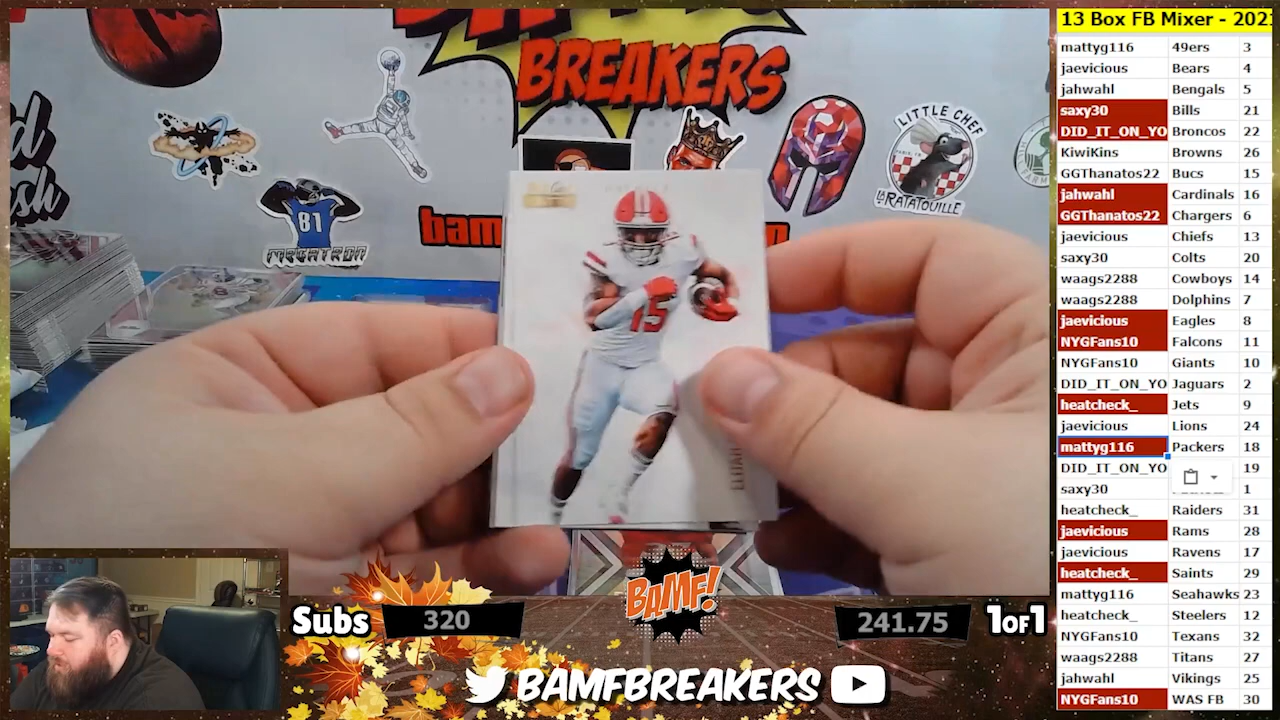 BREAKERS
LITTLE CHEF
LA RATATOUILLE
81
MEGATRON
bam
15
ELIJAH
13 Box FB Mixer - 202
mattyg116 49ers 3
jaevicious Bears 4
jahwahl Bengals 5
saxy30 Bills 21
DID_IT_ON_YO Broncos 22
KiwiKins Browns 26
GGThanatos22 Bucs 15
jahwahl Cardinals 16
GGThanatos22 Chargers 6
jaevicious Chiefs 13
saxy30 Colts 20
waags2288 Cowboys 14
waags2288 Dolphins 7
jaevicious Eagles 8
NYGFans10 Falcons 11
NYGFans10 Giants 10
DID_IT_ON_YO Jaguars 2
heatcheck_ Jets 9
jaevicious Lions 24
mattyg116 Packers 18
DID_IT_ON_YO 19
saxy30 1
heatcheck_ Raiders 31
jaevicious Rams 28
jaevicious Ravens 17
heatcheck_ Saints 29
mattyg116 Seahawks 23
heatcheck_ Steelers 12
NYGFans10 Texans 32
waags2288 Titans 27
jahwahl Vikings 25
NYGFans10 WAS FB 30
Subs 320
BAMF!
241.75 1OF1
BAMFBREAKERS